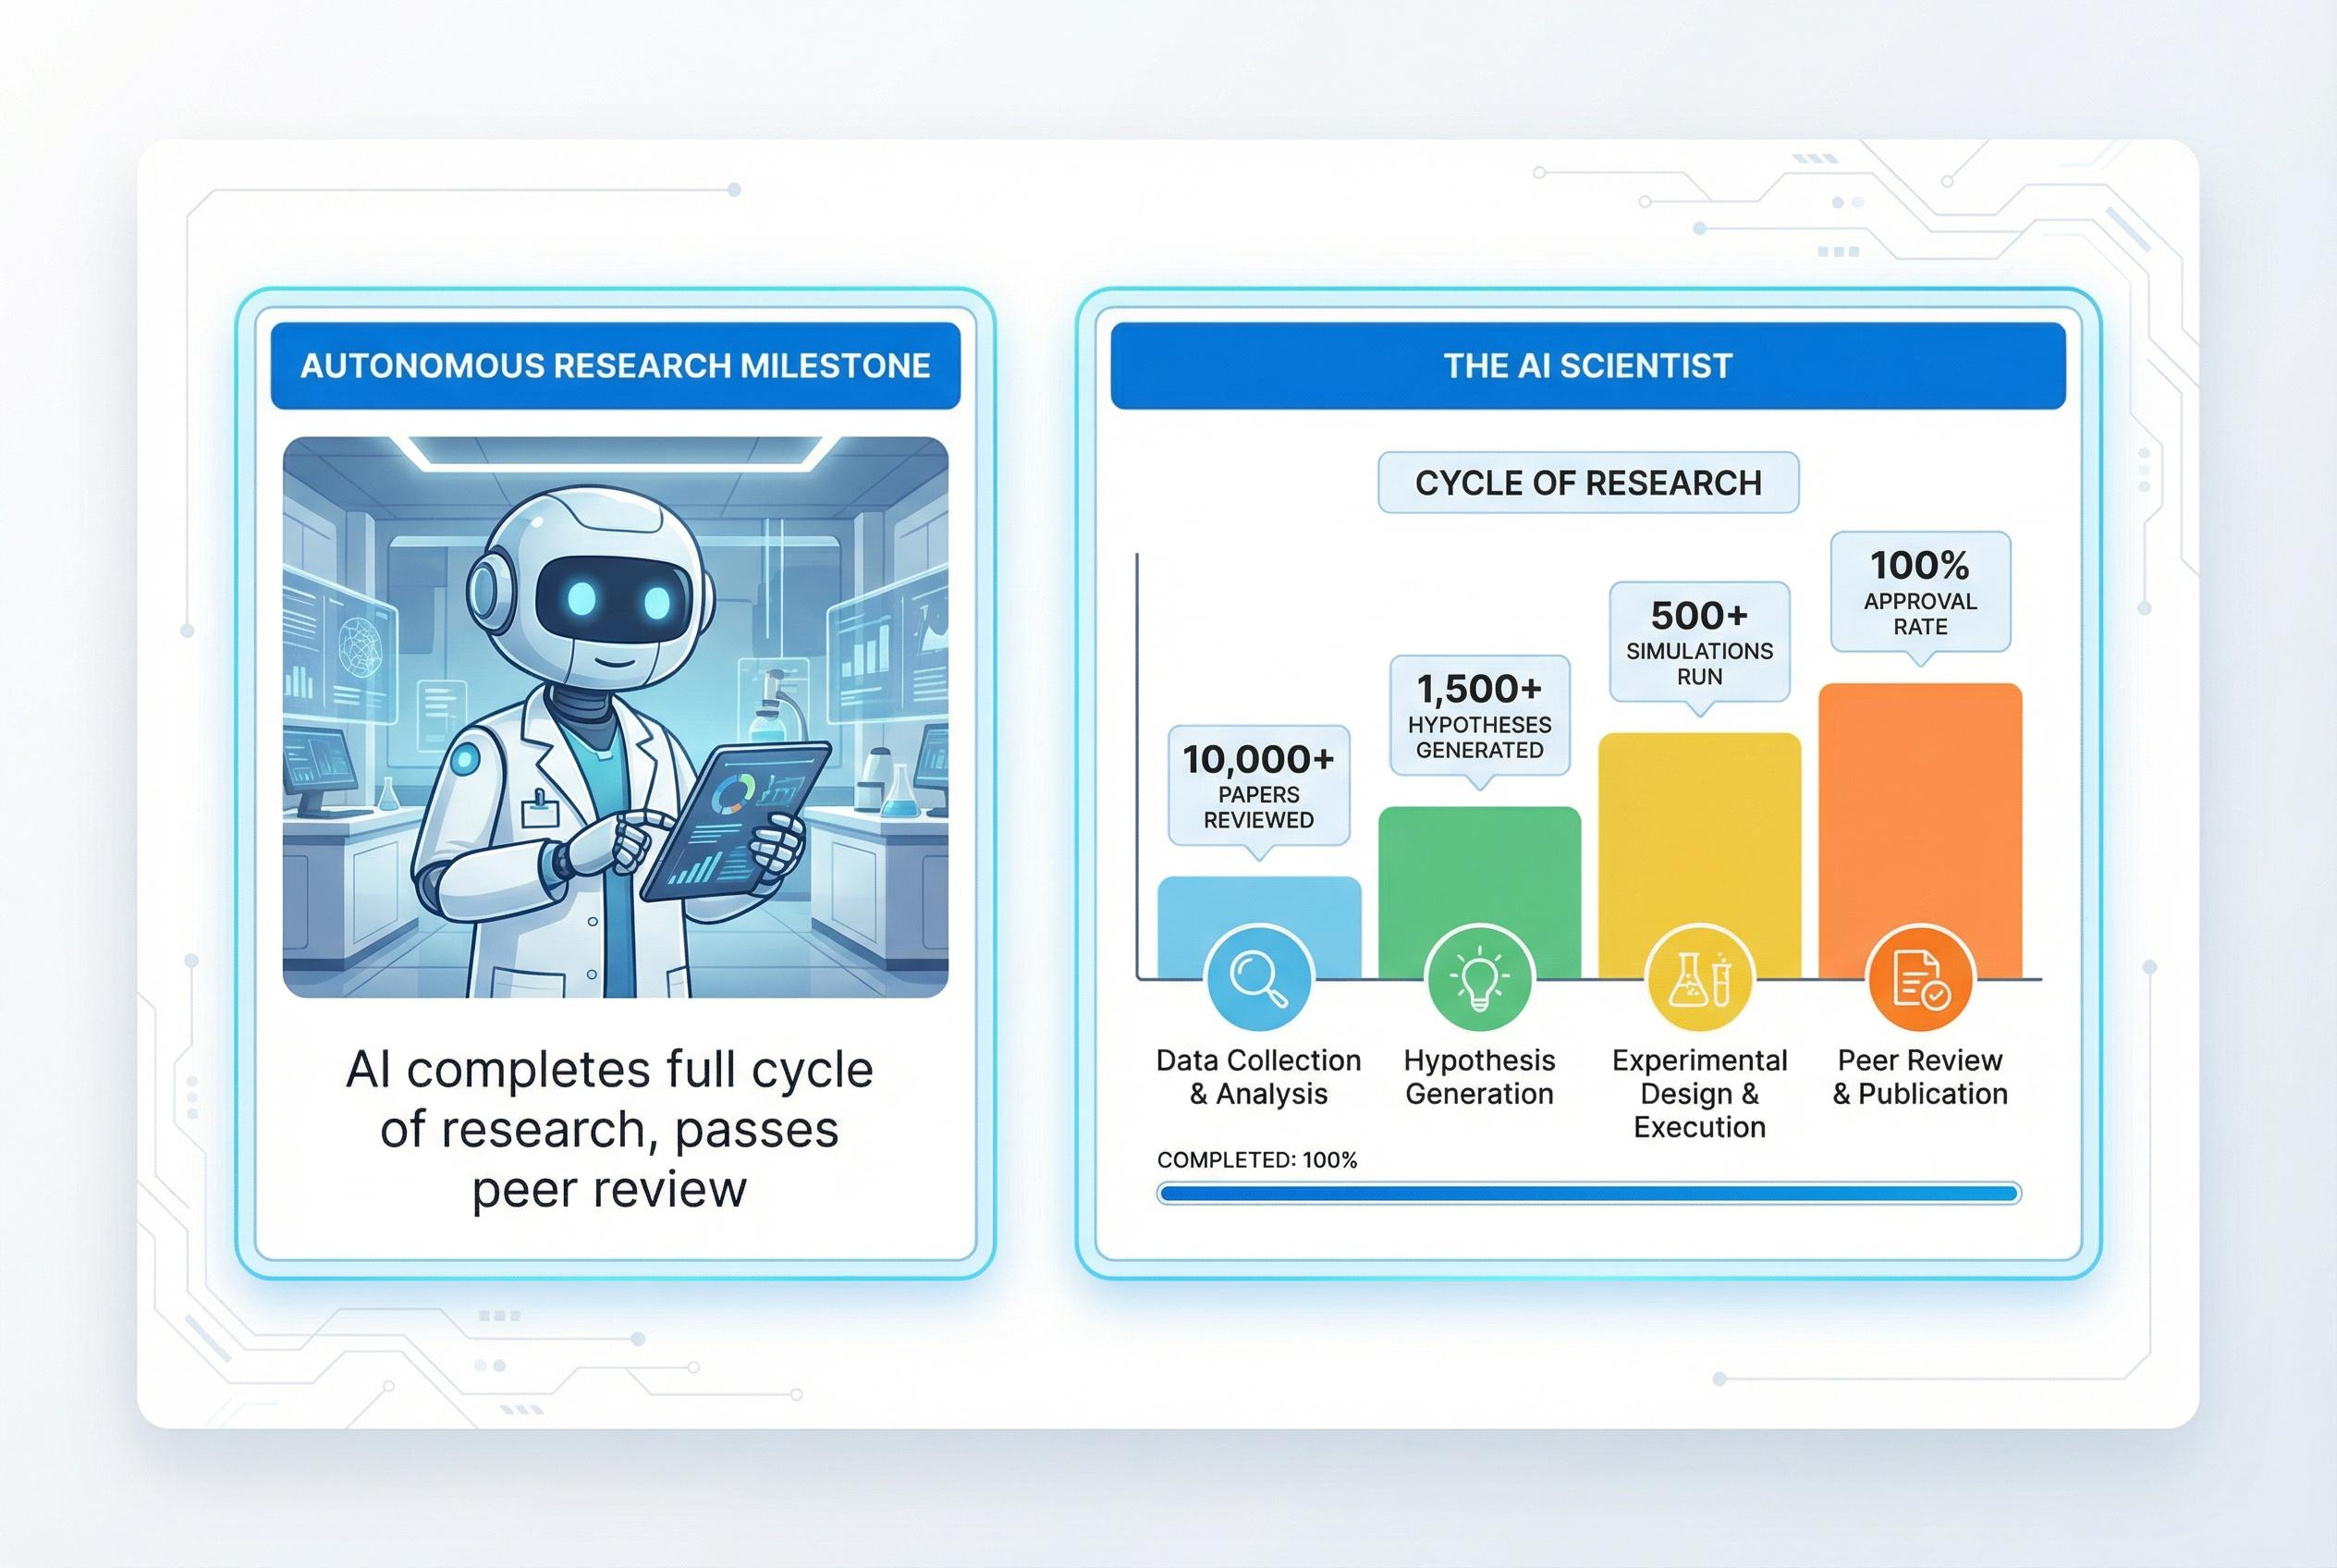 AUTONOMOUS RESEARCH MILESTONE
AI completes full cycle
of research, passes
peer review
THE AI SCIENTIST
CYCLE OF RESEARCH
10,000+
PAPERS
REVIEWED
1,500+
HYPOTHESES
GENERATED
500+
SIMULATIONS
RUN
100%
APPROVAL
RATE
Data Collection
& Analysis
Hypothesis
Generation
Experimental
Design &
Execution
Peer Review
& Publication
COMPLETED: 100%